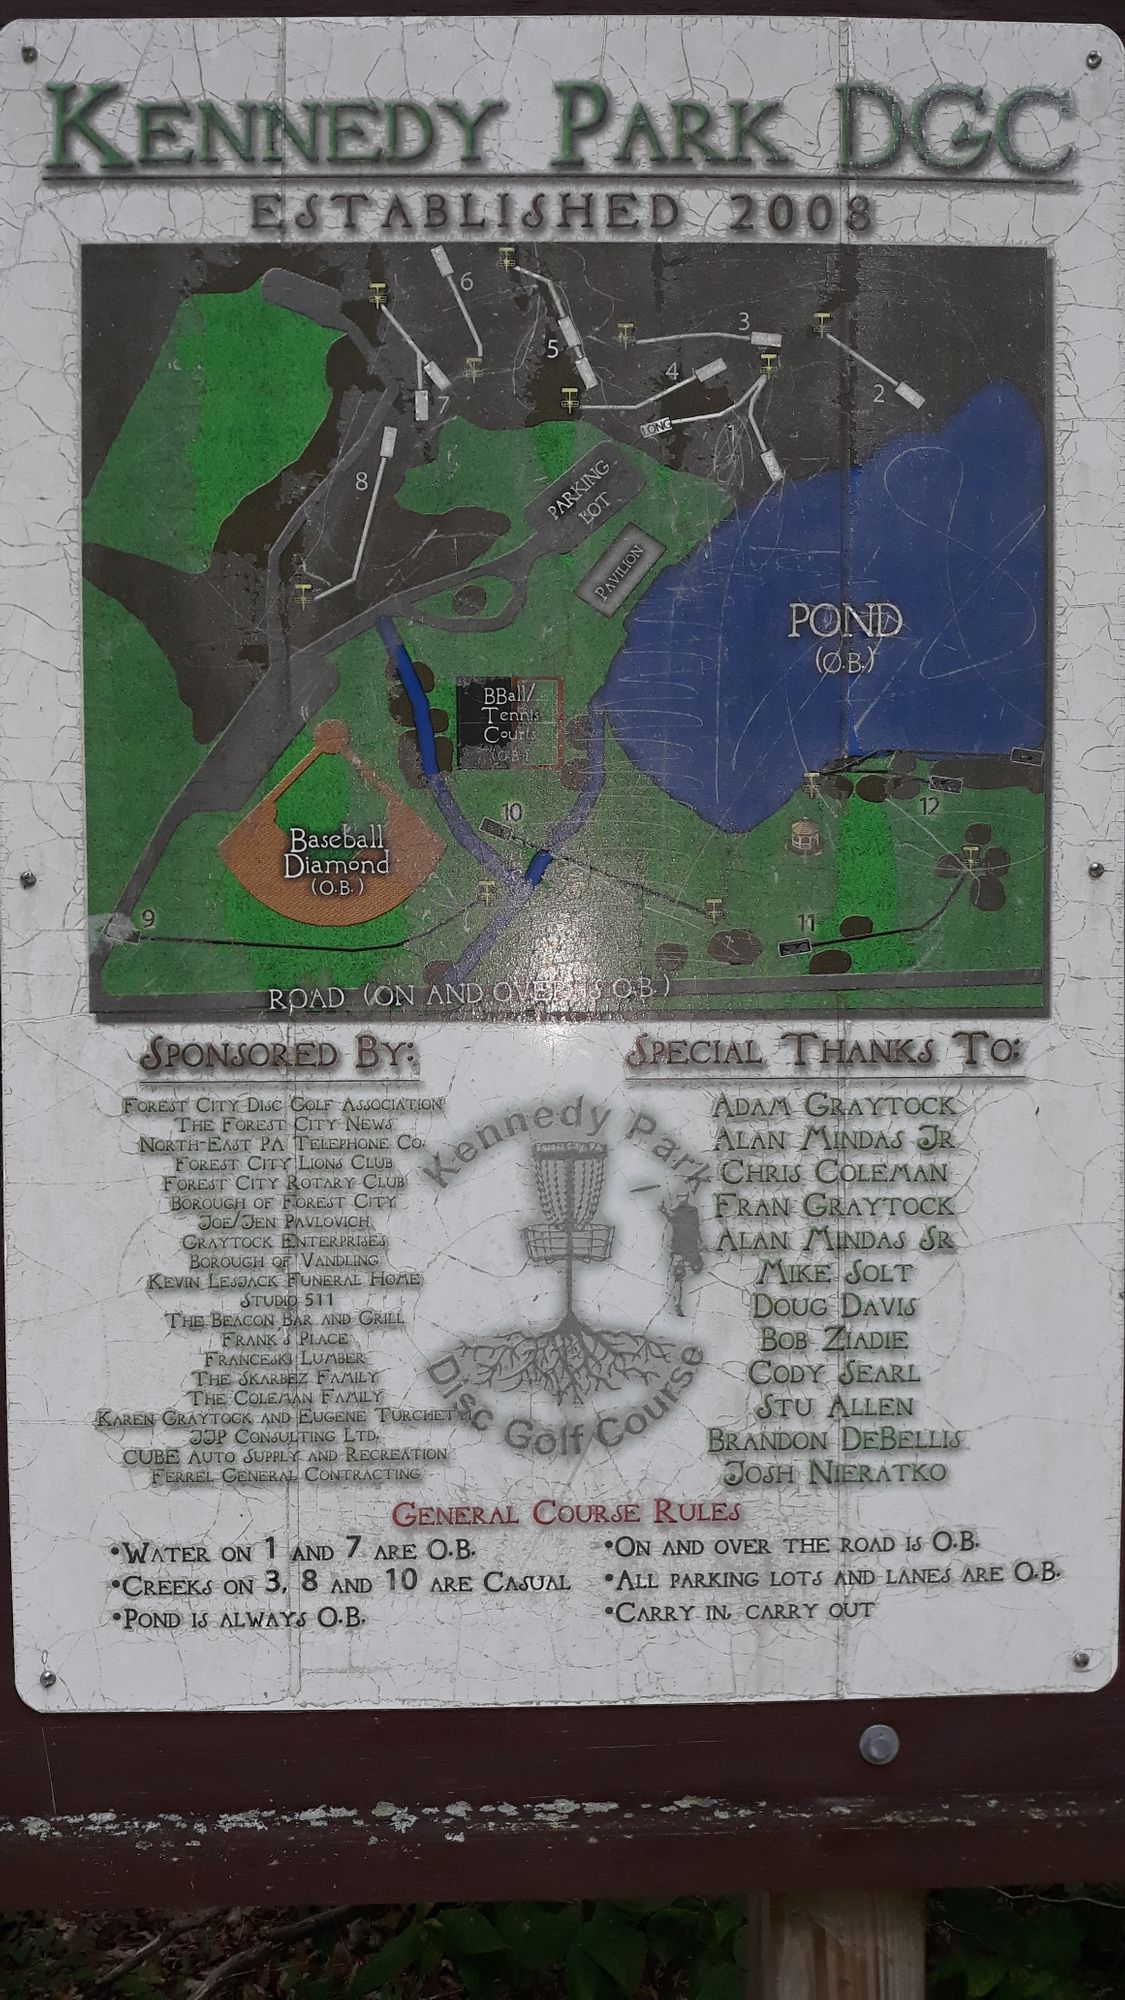 KENNEDY PARK DGC
ESTABLISHED 2008
6
3
5
4
2
7
LONG
8
PARKING
LOT
PAVILION
POND
(O.B.)
BBall/
Tennis
Courts
(O.B.)
10
12
Baseball
Diamond
(O.B.)
9
11
ROAD (ON AND OVER IS O.B.)
SPONSORED BY:
FOREST CITY DISC GOLF ASSOCIATION
THE FOREST CITY NEWS
NORTH-EAST PA TELEPHONE CO.
FOREST CITY LIONS CLUB
FOREST CITY ROTARY CLUB
BOROUGH OF FOREST CITY
JOE/JEN PAVLOVICH
GRAYTOCK ENTERPRISES
BOROUGH OF VANDLING
KEVIN LESJACK FUNERAL HOME
STUDIO 511
THE BEACON BAR AND GRILL
FRANK'S PLACE
FRANCESKI LUMBER
THE SKARBEZ FAMILY
THE COLEMAN FAMILY
KAREN GRAYTOCK AND EUGENE TURCHETTI
JJP CONSULTING LTD.
CUBE AUTO SUPPLY AND RECREATION
FERREL GENERAL CONTRACTING
Kennedy Park
Disc Golf Course
SPECIAL THANKS TO:
ADAM GRAYTOCK
ALAN MINDAS JR
CHRIS COLEMAN
FRAN GRAYTOCK
ALAN MINDAS SR
MIKE SOLT
DOUG DAVIS
BOB ZIADIE
CODY SEARL
STU ALLEN
BRANDON DEBELLIS
JOSH NIERATKO
GENERAL COURSE RULES
•WATER ON 1 AND 7 ARE O.B.
•CREEKS ON 3, 8 AND 10 ARE CASUAL
•POND IS ALWAYS O.B.
•ON AND OVER THE ROAD IS O.B.
•ALL PARKING LOTS AND LANES ARE O.B.
•CARRY IN, CARRY OUT